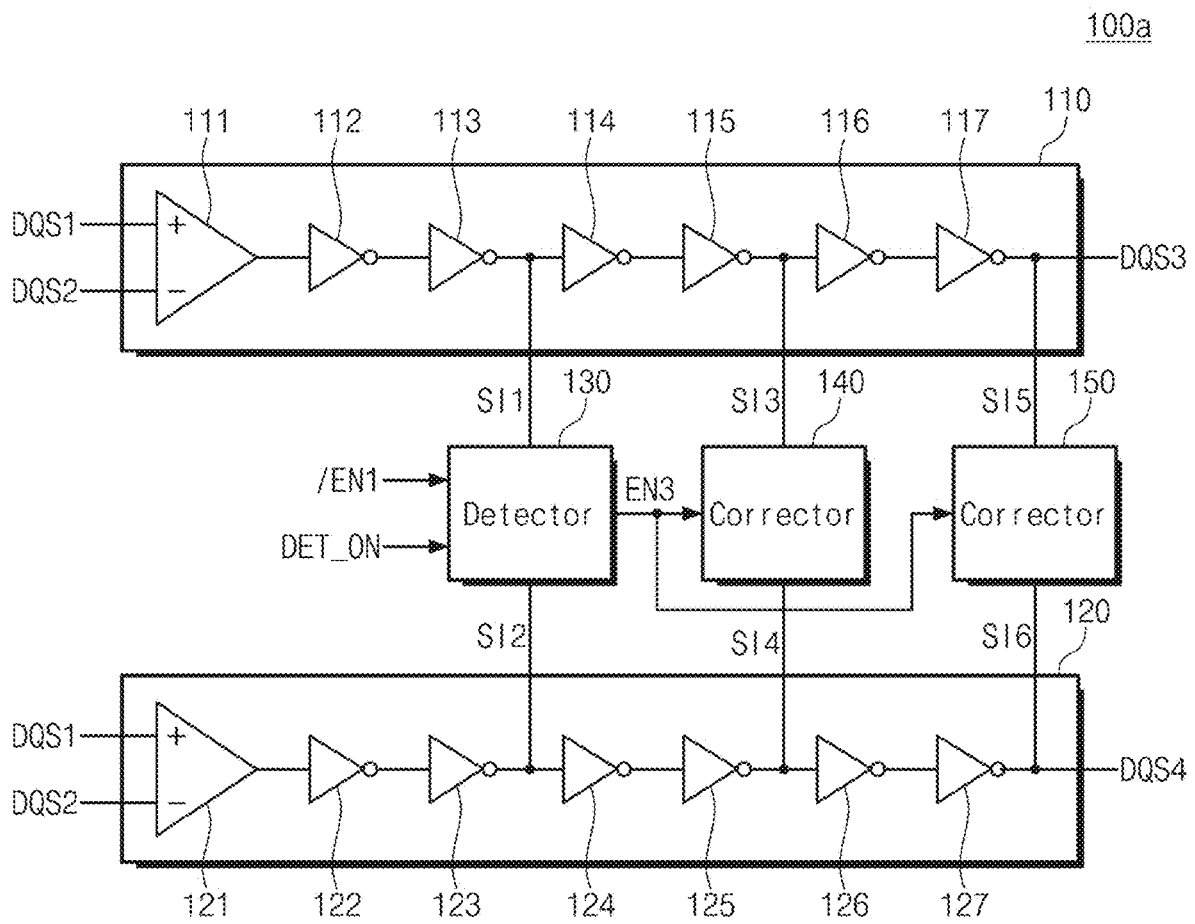 100a
110
111 112 113 114 115 116 117
DQS1
+
DQS2
−
DQS3
SI1 130 SI3 140 SI5 150
/EN1
DET_ON
Detector
EN3
Corrector
Corrector
SI2 SI4 SI6 120
DQS1
+
DQS2
−
DQS4
121 122 123 124 125 126 127